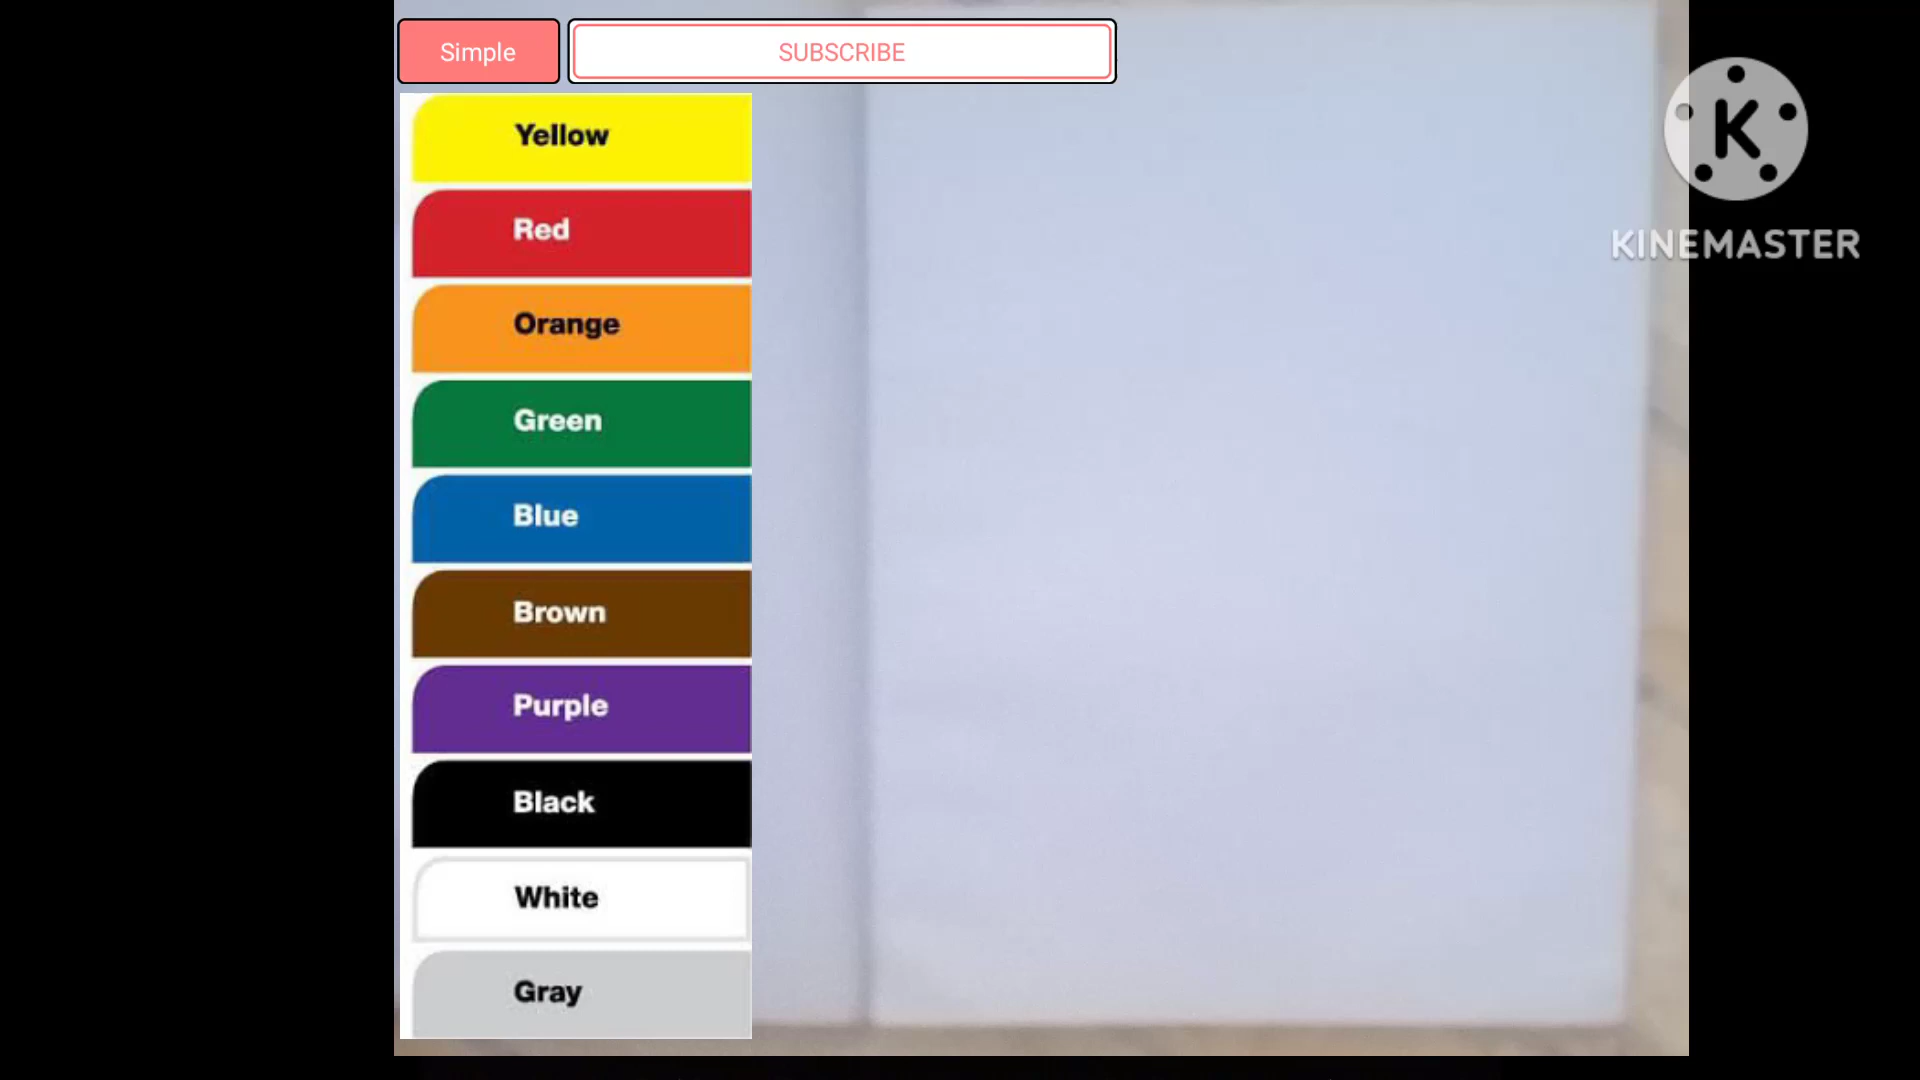 Simple
SUBSCRIBE
K
KINEMASTER
Yellow
Red
Orange
Green
Blue
Brown
Purple
Black
White
Gray